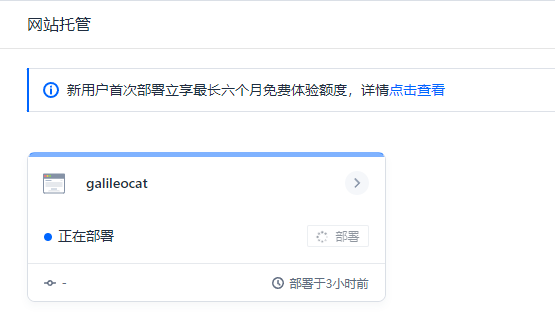 网站托管
新用户首次部署立享最长六个月免费体验额度，详情点击查看
galileocat
正在部署
部署
-
部署于3小时前